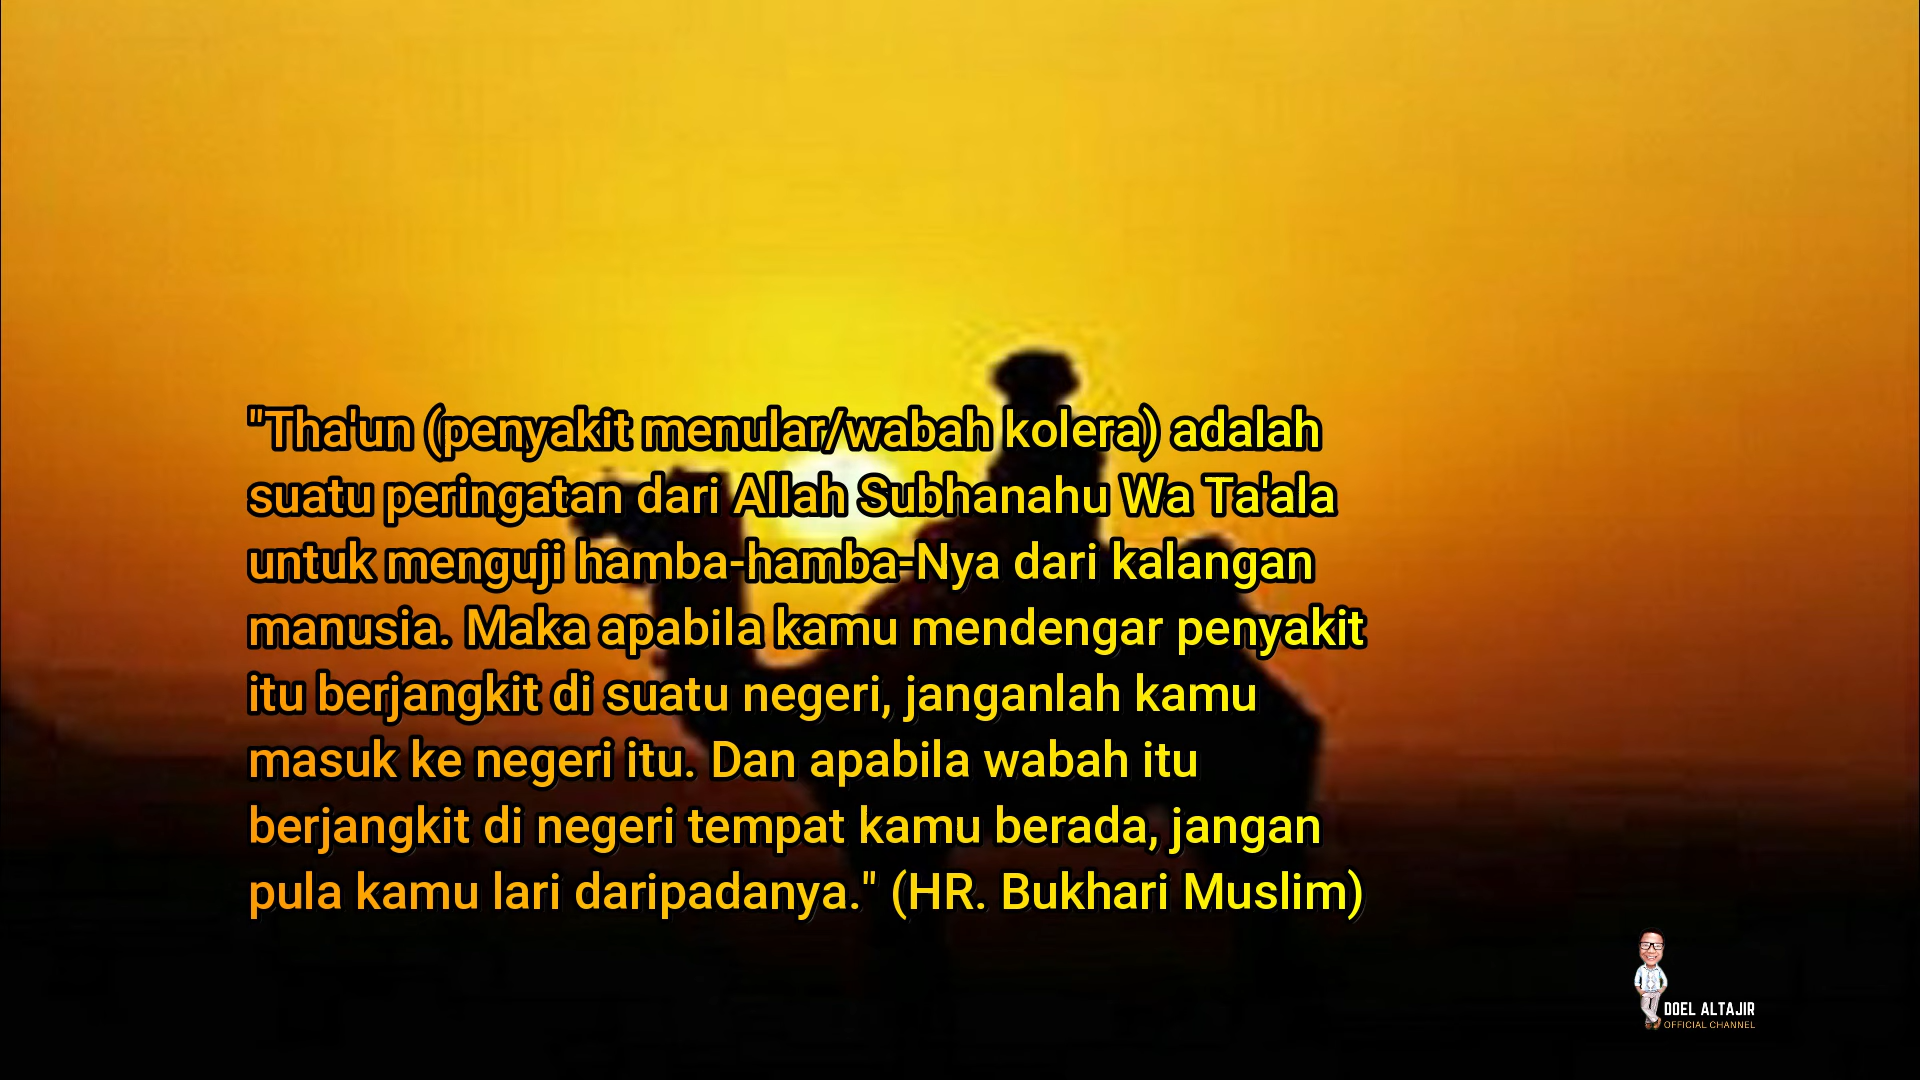 "Tha'un (penyakit menular/wabah kolera) adalah
suatu peringatan dari Allah Subhanahu Wa Ta'ala
untuk menguji hamba-hamba-Nya dari kalangan
manusia. Maka apabila kamu mendengar penyakit
itu berjangkit di suatu negeri, janganlah kamu
masuk ke negeri itu. Dan apabila wabah itu
berjangkit di negeri tempat kamu berada, jangan
pula kamu lari daripadanya." (HR. Bukhari Muslim)
DOEL ALTAJIR
OFFICIAL CHANNEL